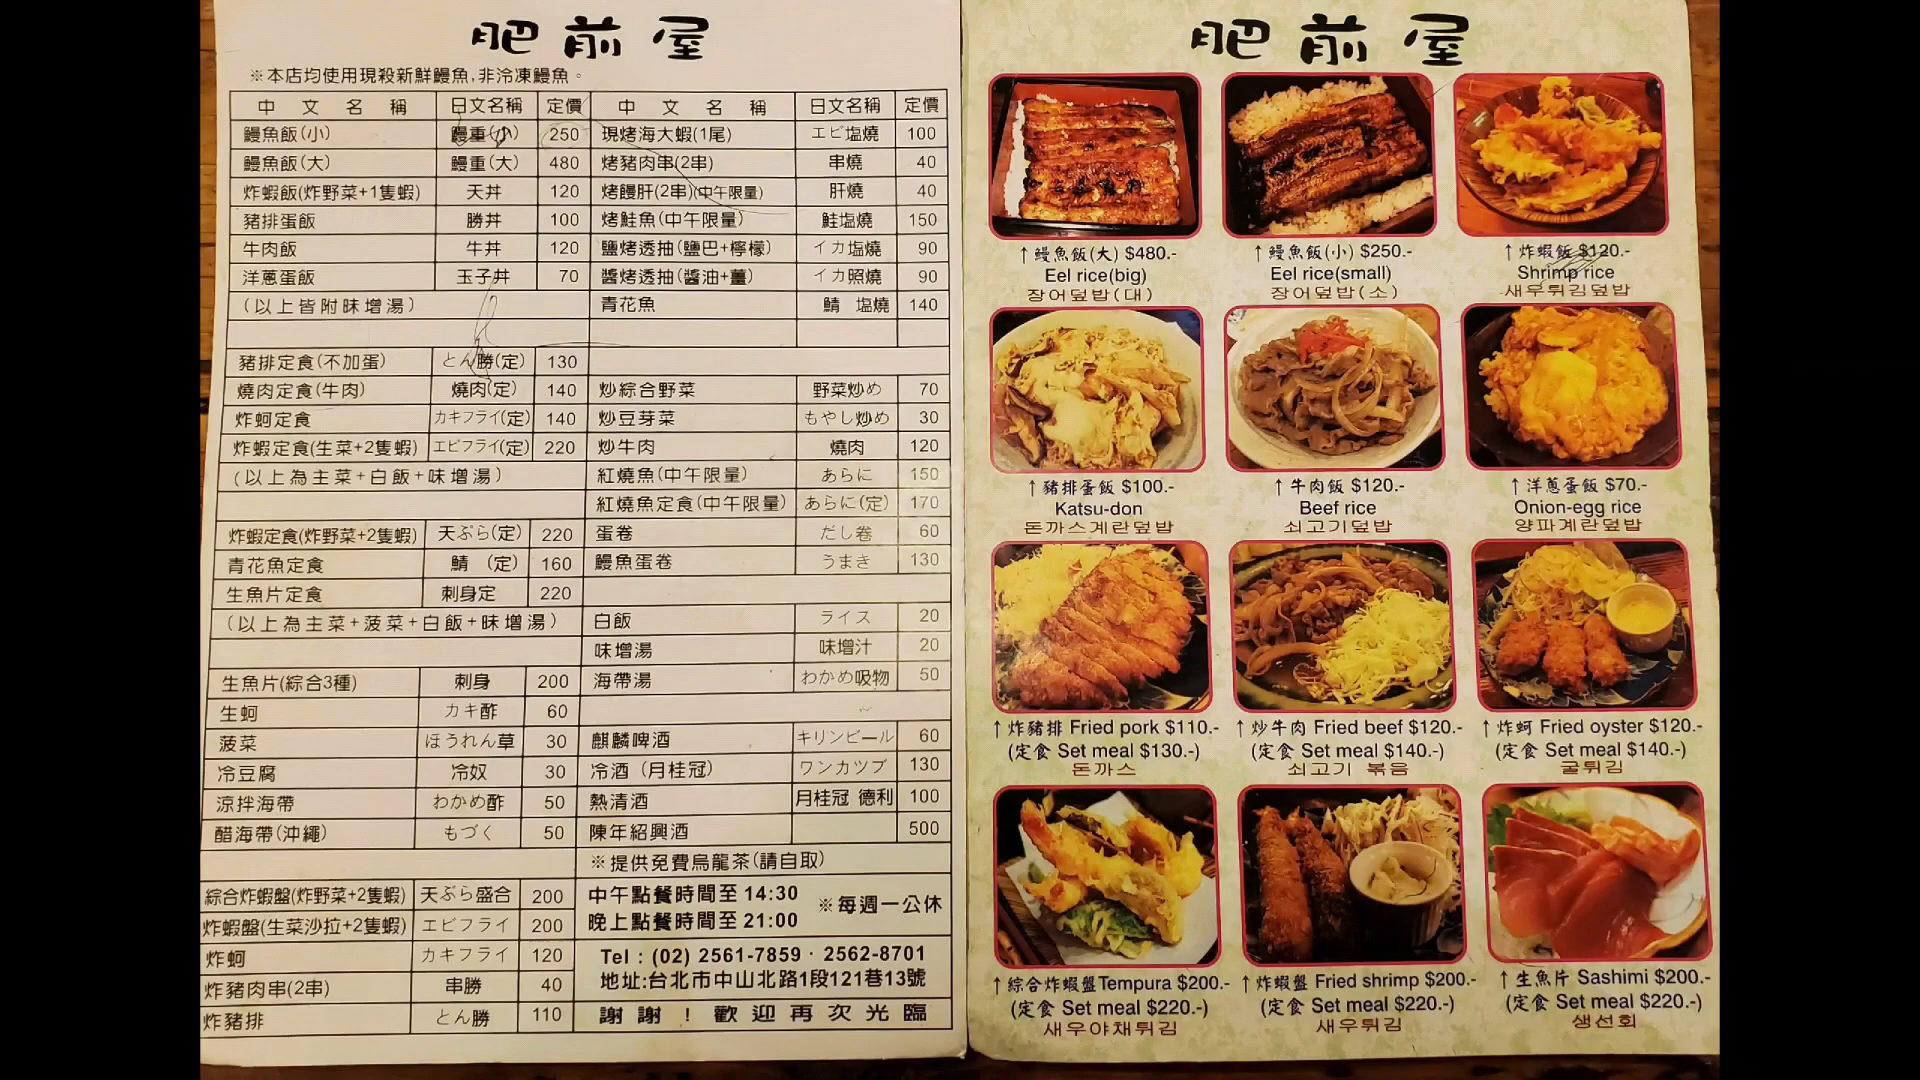 肥前屋
※本店均使用現殺新鮮鰻魚,非冷凍鰻魚。
中文名稱 日文名稱 定價
鰻魚飯(小) 鰻重(小) 250
鰻魚飯(大) 鰻重(大) 480
炸蝦飯(炸野菜+1隻蝦) 天丼 120
豬排蛋飯 勝丼 100
牛肉飯 牛丼 120
洋蔥蛋飯 玉子丼 70
(以上皆附味增湯)
豬排定食(不加蛋) とん勝(定) 130
燒肉定食(牛肉) 燒肉(定) 140
炸蚵定食 カキフライ(定) 140
炸蝦定食(生菜+2隻蝦) エビフライ(定) 220
(以上為主菜+白飯+味增湯)
炸蝦定食(炸野菜+2隻蝦) 天ぷら(定) 220
青花魚定食 鯖 (定) 160
生魚片定食 刺身定 220
(以上為主菜+菠菜+白飯+味增湯)
生魚片(綜合3種) 刺身 200
生蚵 カキ酢 60
菠菜 ほうれん草 30
冷豆腐 冷奴 30
涼拌海帶 わかめ酢 50
醋海帶(沖繩) もづく 50
綜合炸蝦盤(炸野菜+2隻蝦) 天ぷら盛合 200
炸蝦盤(生菜沙拉+2隻蝦) エビフライ 200
炸蚵 カキフライ 120
炸豬肉串(2串) 串勝 40
炸豬排 とん勝 110
中文名稱 日文名稱 定價
現烤海大蝦(1尾) エビ塩燒 100
烤豬肉串(2串) 串燒 40
烤饅肝(2串)(中午限量) 肝燒 40
烤鮭魚(中午限量) 鮭塩燒 150
鹽烤透抽(鹽巴+檸檬) イカ塩燒 90
醬烤透抽(醬油+薑) イカ照燒 90
青花魚 鯖 塩燒 140
炒綜合野菜 野菜炒め 70
炒豆芽菜 もやし炒め 30
炒牛肉 燒肉 120
紅燒魚(中午限量) あらに 150
紅燒魚定食(中午限量) あらに(定) 170
蛋卷 だし卷 60
鰻魚蛋卷 うまき 130
白飯 ライス 20
味增湯 味增汁 20
海帶湯 わかめ吸物 50
麒麟啤酒 キリンビール 60
冷酒(月桂冠) ワンカツブ 130
熱清酒 月桂冠 德利 100
陳年紹興酒 500
※提供免費烏龍茶(請自取)
中午點餐時間至 14:30
晚上點餐時間至 21:00
※每週一公休
Tel:(02) 2561-7859 · 2562-8701
地址:台北市中山北路1段121巷13號
謝謝!歡迎再次光臨
肥前屋
↑鰻魚飯(大) $480.-
Eel rice(big)
장어덮밥(대)
↑鰻魚飯(小) $250.-
Eel rice(small)
장어덮밥(소)
↑炸蝦飯 $120.-
Shrimp rice
새우튀김덮밥
↑豬排蛋飯 $100.-
Katsu-don
돈까스계란덮밥
↑牛肉飯 $120.-
Beef rice
쇠고기덮밥
↑洋蔥蛋飯 $70.-
Onion-egg rice
양파계란덮밥
↑炸豬排 Fried pork $110.-
(定食 Set meal $130.-)
돈까스
↑炒牛肉 Fried beef $120.-
(定食 Set meal $140.-)
쇠고기 볶음
↑炸蚵 Fried oyster $120.-
(定食 Set meal $140.-)
굴튀김
↑綜合炸蝦盤Tempura $200.-
(定食 Set meal $220.-)
새우야채튀김
↑炸蝦盤 Fried shrimp $200.-
(定食 Set meal $220.-)
새우튀김
↑生魚片 Sashimi $200.-
(定食 Set meal $220.-)
생선회